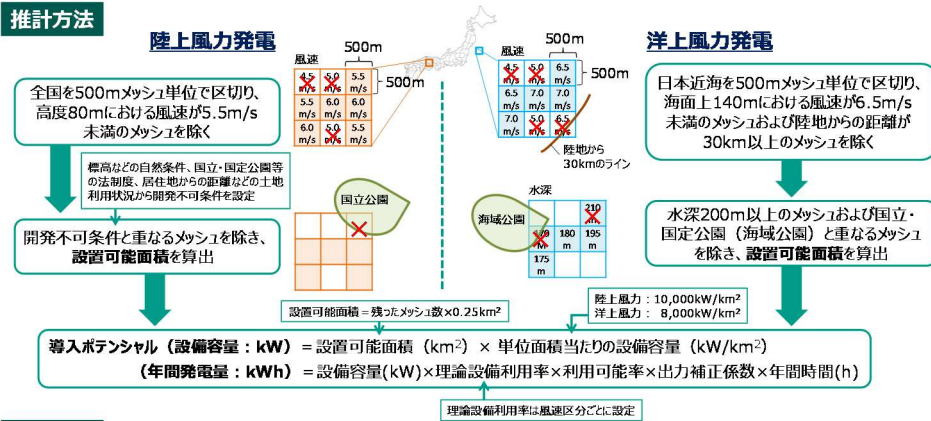 推計方法
陸上風力発電
全国を500mメッシュ単位で区切り、
高度80mにおける風速が5.5m/s
未満のメッシュを除く
標高などの自然条件、国立・国定公園等
の法制度、居住地からの距離などの土地
利用状況から開発不可条件を設定
開発不可条件と重なるメッシュを除き、
設置可能面積を算出
風速
500m
500m
4.5 5.0 5.5
m/s m/s m/s
5.5 6.0 6.0
m/s m/s m/s
6.0 5.0 5.5
m/s m/s m/s
国立公園
洋上風力発電
風速
500m
500m
4.5 5.0 6.5
m/s m/s m/s
6.5 7.0 7.0
m/s m/s m/s
7.0 5.0 6.5
m/s m/s m/s
陸地から
30kmのライン
水深
海域公園
210
180 195
m m
175
m
日本近海を500mメッシュ単位で区切り、
海面上140mにおける風速が6.5m/s
未満のメッシュおよび陸地からの距離が
30km以上のメッシュを除く
水深200m以上のメッシュおよび国立・
国定公園（海域公園）と重なるメッシュ
を除き、設置可能面積を算出
設置可能面積＝残ったメッシュ数×0.25km²
陸上風力：10,000kW/km²
洋上風力： 8,000kW/km²
導入ポテンシャル（設備容量：kW）＝設置可能面積（km²）× 単位面積当たりの設備容量（kW/km²）
（年間発電量：kWh）＝設備容量(kW)×理論設備利用率×利用可能率×出力補正係数×年間時間(h)
理論設備利用率は風速区分ごとに設定